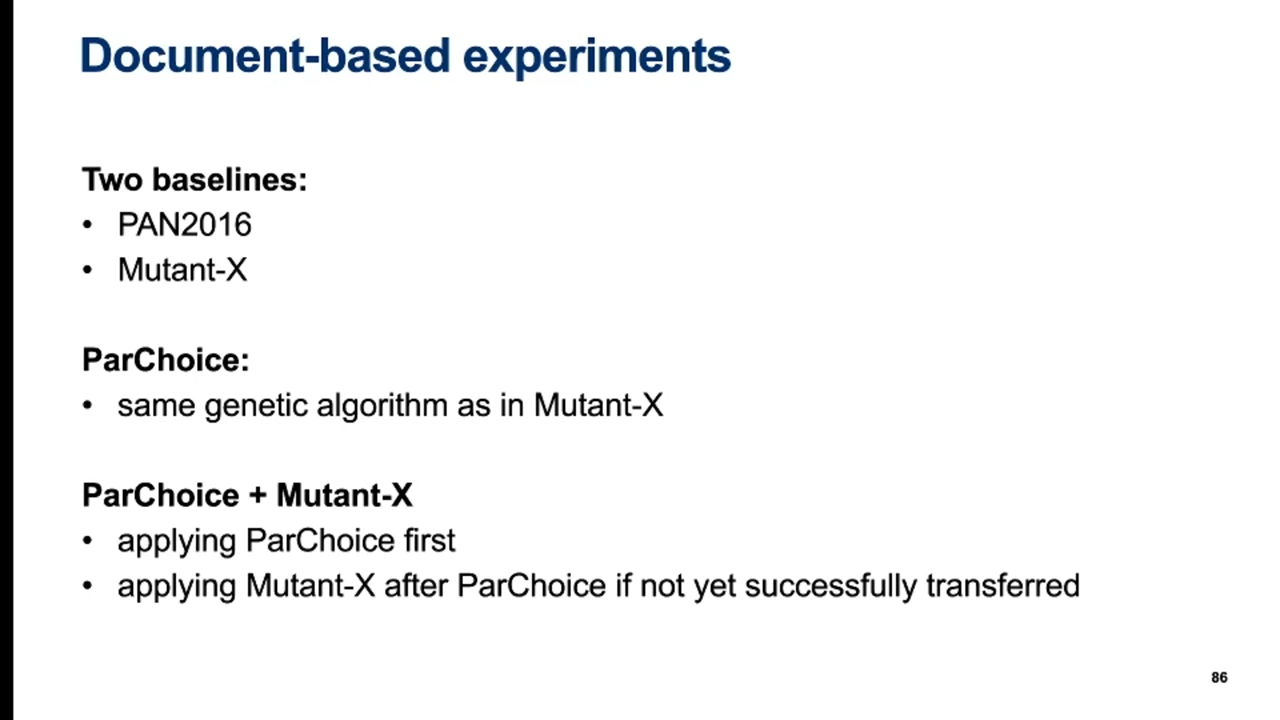 Document-based experiments
Two baselines:
• PAN2016
• Mutant-X
ParChoice:
• same genetic algorithm as in Mutant-X
ParChoice + Mutant-X
• applying ParChoice first
• applying Mutant-X after ParChoice if not yet successfully transferred
86